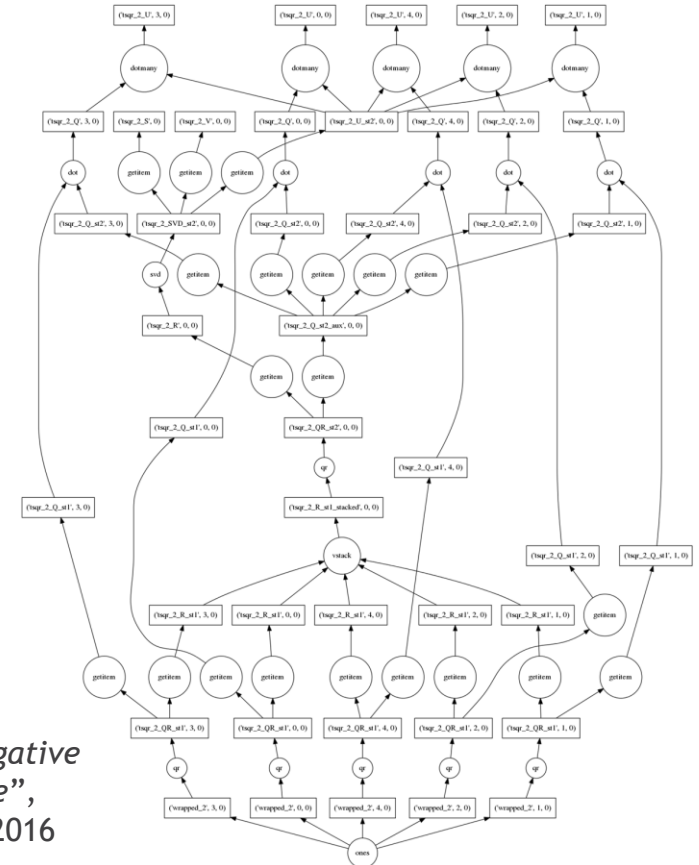 ('tsqr_2_U', 3, 0) ('tsqr_2_U', 0, 0) ('tsqr_2_U', 4, 0) ('tsqr_2_U', 2, 0) ('tsqr_2_U', 1, 0)
dotmany dotmany dotmany dotmany dotmany
('tsqr_2_Q', 3, 0) ('tsqr_2_S', 0) ('tsqr_2_V', 0, 0) ('tsqr_2_Q', 0, 0) ('tsqr_2_U_st2', 0, 0) ('tsqr_2_Q', 4, 0) ('tsqr_2_Q', 2, 0) ('tsqr_2_Q', 1, 0)
dot getitem getitem getitem dot dot dot dot
('tsqr_2_Q_st2', 3, 0) ('tsqr_2_SVD_st2', 0, 0) ('tsqr_2_Q_st2', 0, 0) ('tsqr_2_Q_st2', 4, 0) ('tsqr_2_Q_st2', 2, 0) ('tsqr_2_Q_st2', 1, 0)
svd getitem getitem getitem getitem getitem
('tsqr_2_R', 0, 0) ('tsqr_2_Q_st2_aux', 0, 0)
getitem getitem
('tsqr_2_Q_st1', 0, 0) ('tsqr_2_QR_st2', 0, 0)
qr ('tsqr_2_Q_st1', 4, 0)
('tsqr_2_Q_st1', 3, 0) ('tsqr_2_R_st1_stacked', 0, 0)
vstack ('tsqr_2_Q_st1', 2, 0) ('tsqr_2_Q_st1', 1, 0)
('tsqr_2_R_st1', 3, 0) ('tsqr_2_R_st1', 0, 0) ('tsqr_2_R_st1', 4, 0) ('tsqr_2_R_st1', 2, 0) ('tsqr_2_R_st1', 1, 0) getitem
getitem getitem getitem getitem getitem getitem getitem getitem getitem
('tsqr_2_QR_st1', 3, 0) ('tsqr_2_QR_st1', 0, 0) ('tsqr_2_QR_st1', 4, 0) ('tsqr_2_QR_st1', 2, 0) ('tsqr_2_QR_st1', 1, 0)
gative
qr qr qr qr qr
e",
('wrapped_2', 3, 0) ('wrapped_2', 0, 0) ('wrapped_2', 4, 0) ('wrapped_2', 2, 0) ('wrapped_2', 1, 0)
2016
ones